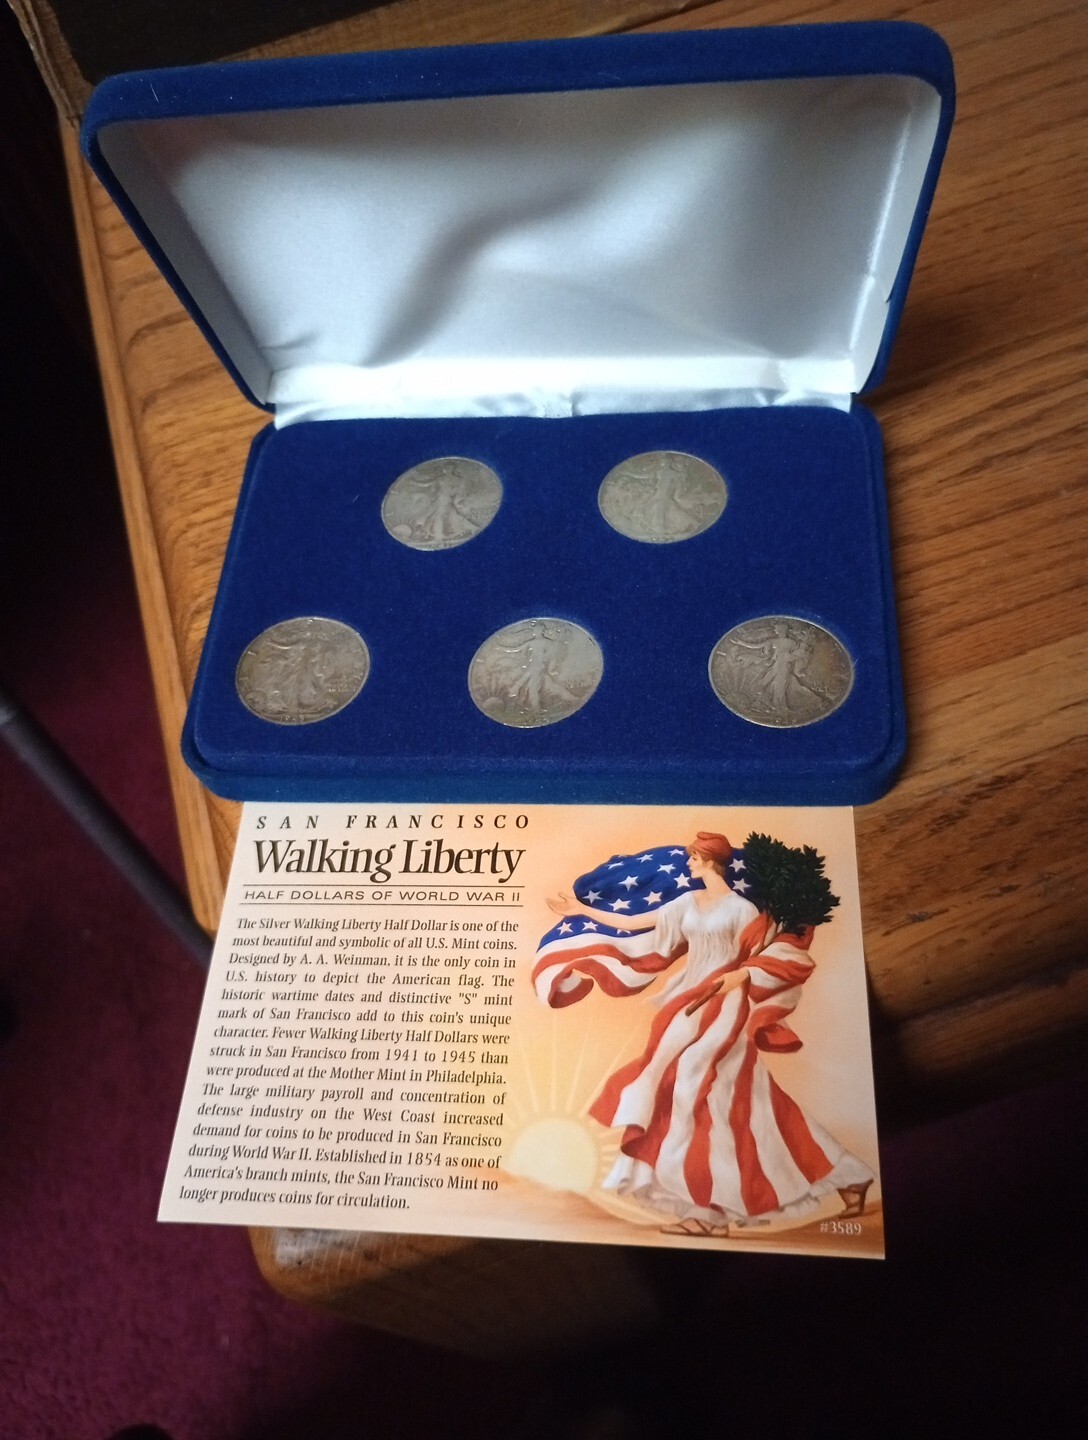 SAN FRANCISCO
Walking Liberty
HALF DOLLARS OF WORLD WAR II
The Silver Walking Liberty Half Dollar is one of the
most beautiful and symbolic of all U.S. Mint coins.
Designed by A. A. Weinman, it is the only coin in
U.S. history to depict the American flag. The
historic wartime dates and distinctive "S" mint
mark of San Francisco add to this coin's unique
character. Fewer Walking Liberty Half Dollars were
struck in San Francisco from 1941 to 1945 than
were produced at the Mother Mint in Philadelphia.
The large military payroll and concentration of
defense industry on the West Coast increased
demand for coins to be produced in San Francisco
during World War II. Established in 1854 as one of
America's branch mints, the San Francisco Mint no
longer produces coins for circulation.
#3589